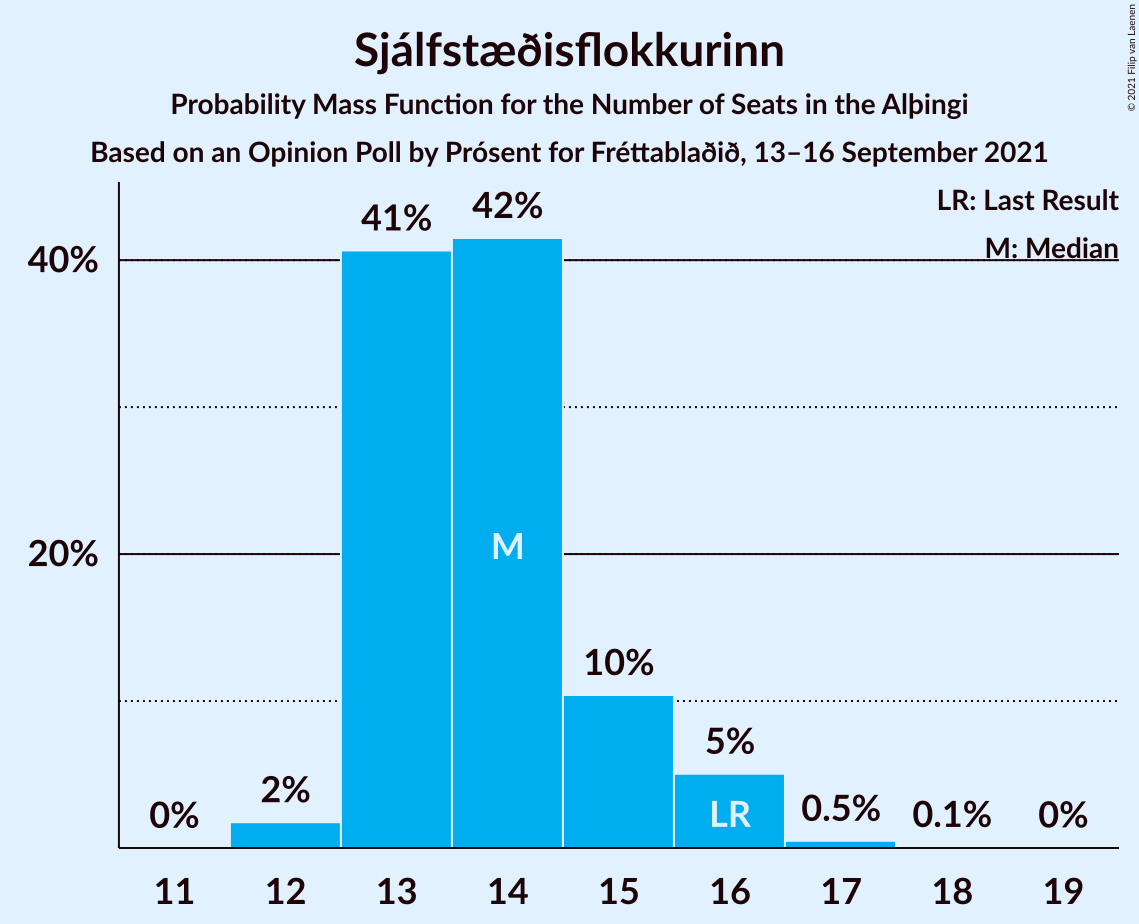 Sjálfstæðisflokkurinn
Probability Mass Function for the Number of Seats in the Alþingi
Based on an Opinion Poll by Prósent for Fréttablaðið, 13–16 September 2021
© 2021 Filip van Laenen
LR: Last Result
M: Median
40%
20%
0%
2%
41%
42%
10%
5%
0.5%
0.1%
0%
M
LR
11 12 13 14 15 16 17 18 19